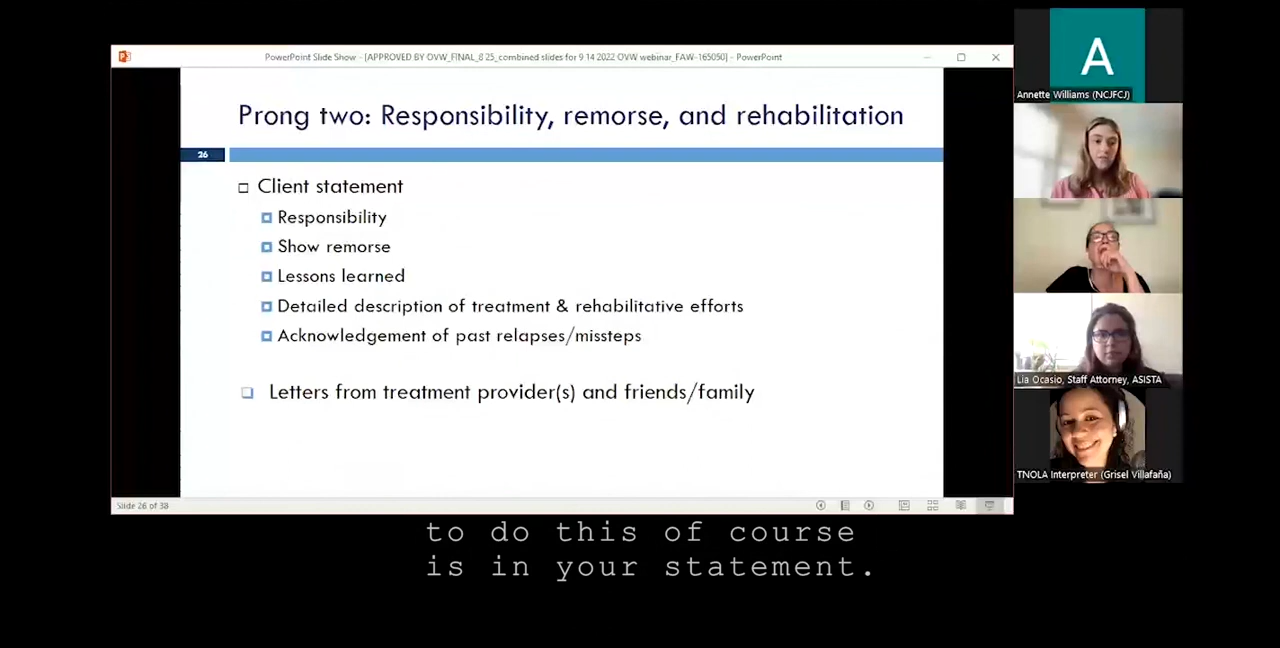 A
PowerPoint Slide Show - [APPROVED BY OVW_FINAL_8 25_combined slides for 9 14 2022 OVW webinar_FAW-165050] - PowerPoint
Annette Williams (NCJFCJ)
Prong two: Responsibility, remorse, and rehabilitation
26
Client statement
Responsibility
Show remorse
Lessons learned
Detailed description of treatment & rehabilitative efforts
Acknowledgement of past relapses/missteps
Letters from treatment provider(s) and friends/family
Lia Ocasio, Staff Attorney, ASISTA
TNOLA Interpreter (Grisel Villafaña)
Slide 26 of 38
to do this of course
is in your statement.